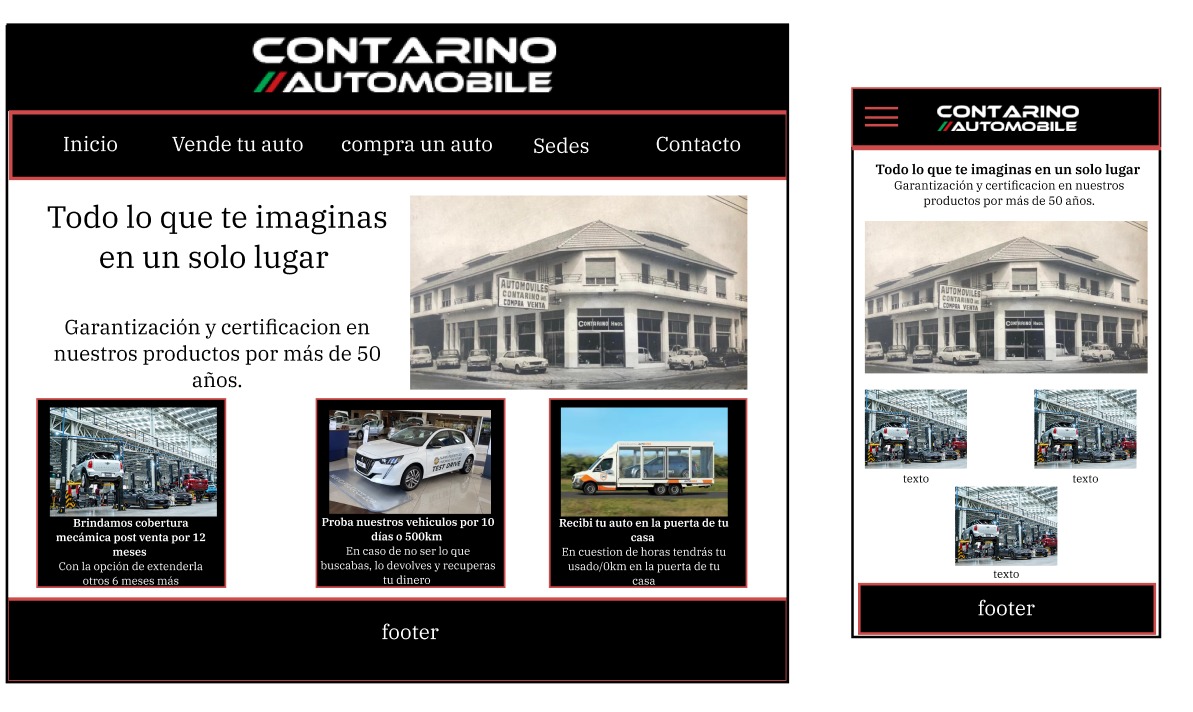 CONTARINO
AUTOMOBILE
Inicio
Vende tu auto
compra un auto
Sedes
Contacto
Todo lo que te imaginas
en un solo lugar
Garantización y certificacion en
nuestros productos por más de 50
años.
AUTOMOVILES
CONTARINO
COMPRA VENTA
CONTARINO Hnos.
Brindamos cobertura
mecámica post venta por 12
meses
Con la opción de extenderla
otros 6 meses más
TEST DRIVE
Proba nuestros vehiculos por 10
días o 500km
En caso de no ser lo que
buscabas, lo devolves y recuperas
tu dinero
Recibi tu auto en la puerta de tu
casa
En cuestion de horas tendrás tu
usado/0km en la puerta de tu
casa
footer
CONTARINO
AUTOMOBILE
Todo lo que te imaginas en un solo lugar
Garantización y certificacion en nuestros
productos por más de 50 años.
AUTOMOVILES
CONTARINO
COMPRA VENTA
CONTARINO Hnos.
texto
texto
texto
footer